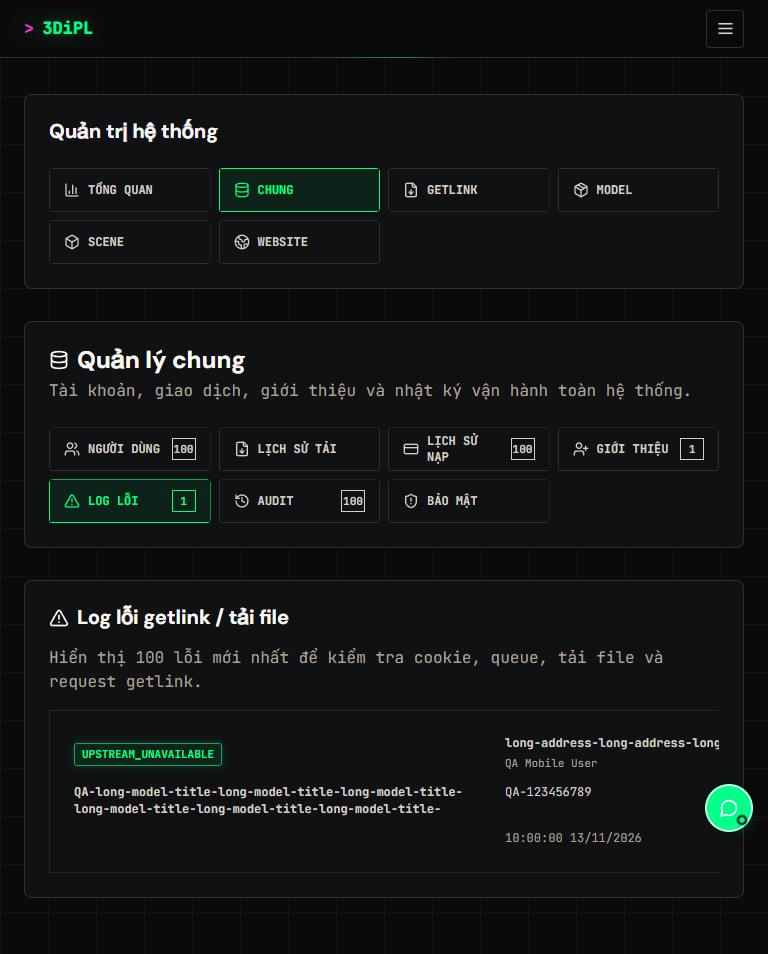 > 3DiPL
Quản trị hệ thống
TỔNG QUAN
CHUNG
GETLINK
MODEL
SCENE
WEBSITE
Quản lý chung
Tài khoản, giao dịch, giới thiệu và nhật ký vận hành toàn hệ thống.
NGƯỜI DÙNG 100
LỊCH SỬ TẢI
LỊCH SỬ
NẠP 100
GIỚI THIỆU 1
LOG LỖI 1
AUDIT 100
BẢO MẬT
Log lỗi getlink / tải file
Hiển thị 100 lỗi mới nhất để kiểm tra cookie, queue, tải file và
request getlink.
UPSTREAM_UNAVAILABLE
QA-long-model-title-long-model-title-long-model-title-
long-model-title-long-model-title-long-model-title-
long-address-long-address-long
QA Mobile User
QA-123456789
10:00:00 13/11/2026